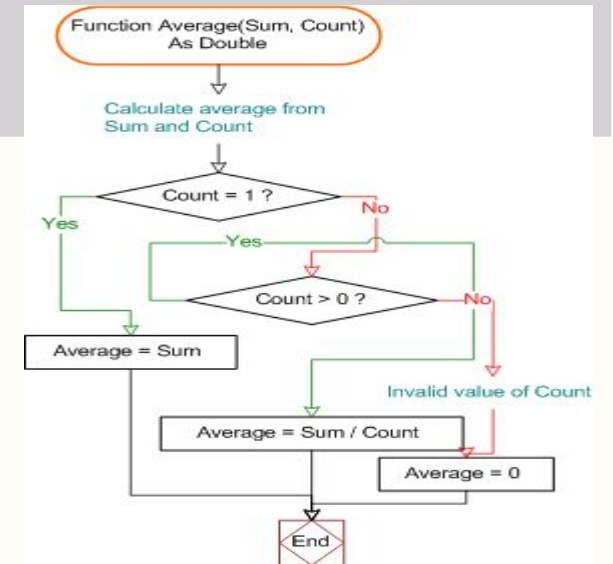 Function Average(Sum, Count)
As Double
Calculate average from
Sum and Count
Count = 1 ?
Yes
No
Yes
Count > 0 ?
No
Average = Sum
Invalid value of Count
Average = Sum / Count
Average = 0
End